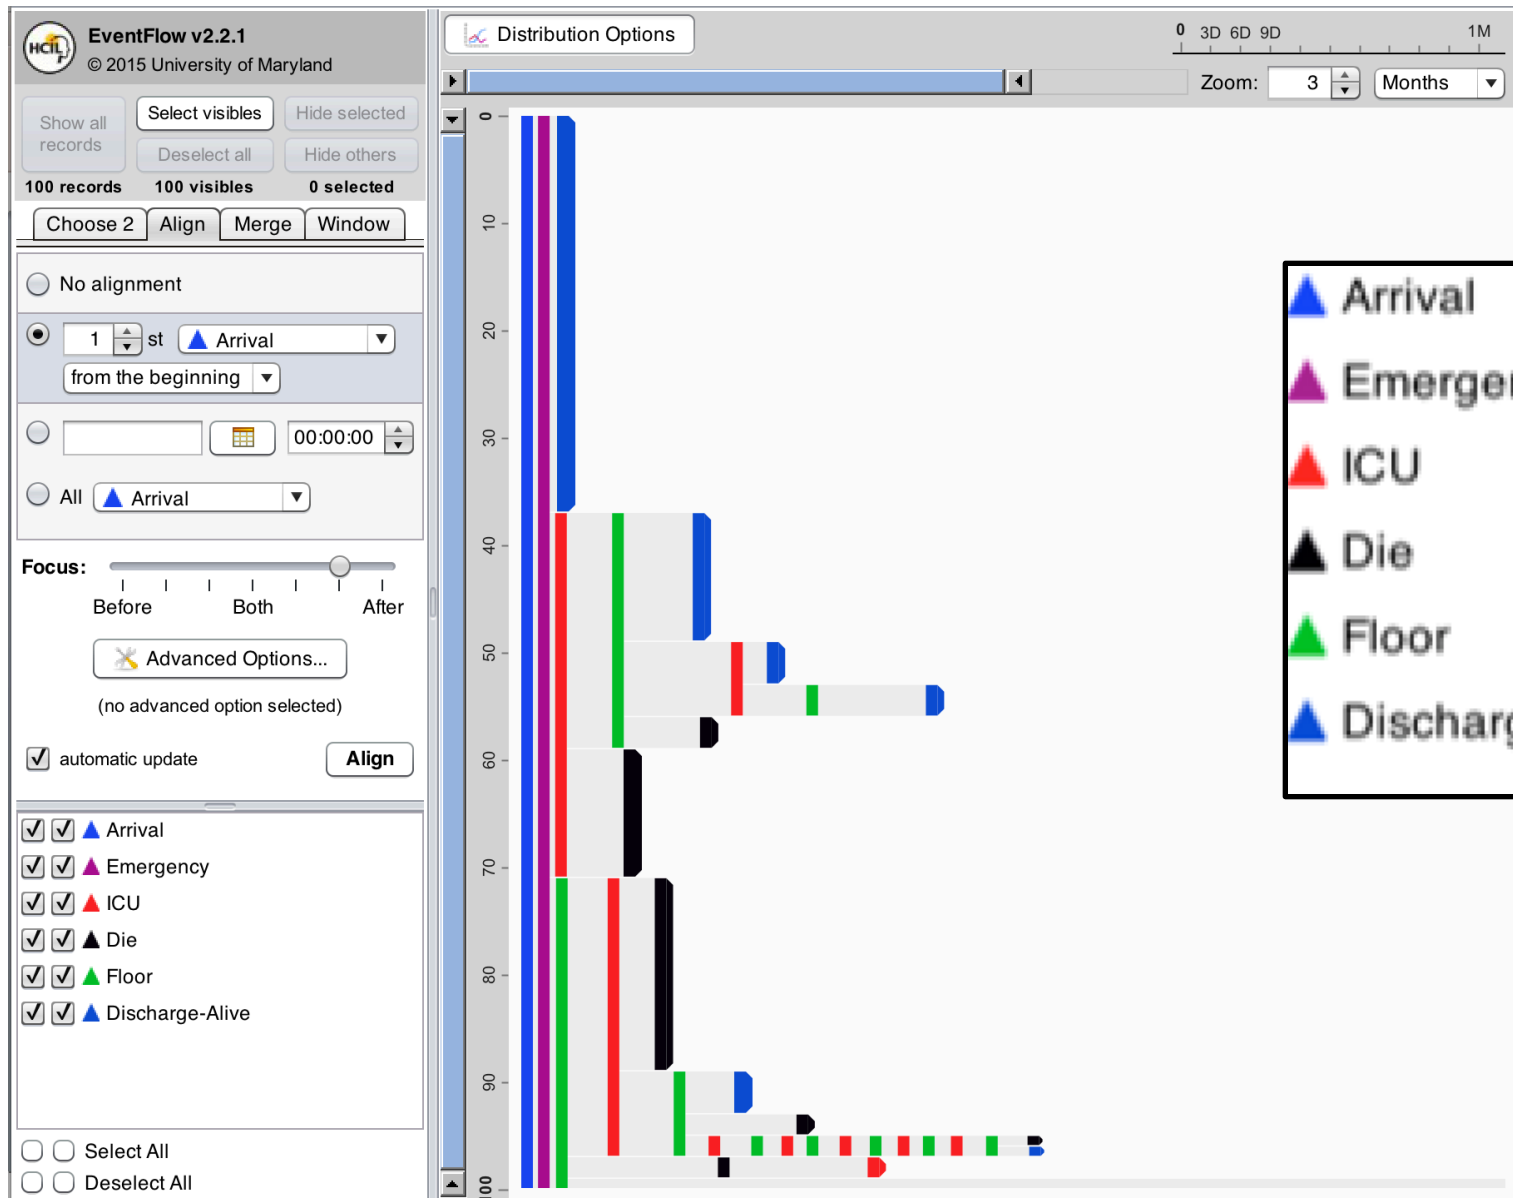 HCIL
EventFlow v2.2.1
© 2015 University of Maryland
Show all records
Select visibles
Hide selected
Deselect all
Hide others
100 records
100 visibles
0 selected
Choose 2
Align
Merge
Window
No alignment
1 st Arrival
from the beginning
00:00:00
All Arrival
Focus:
Before Both After
Advanced Options...
(no advanced option selected)
automatic update
Align
Arrival
Emergency
ICU
Die
Floor
Discharge-Alive
Select All
Deselect All
Distribution Options
0 3D 6D 9D 1M
Zoom: 3 Months
0
10
20
30
40
50
60
70
80
90
100
Arrival
Emerge
ICU
Die
Floor
Discharg